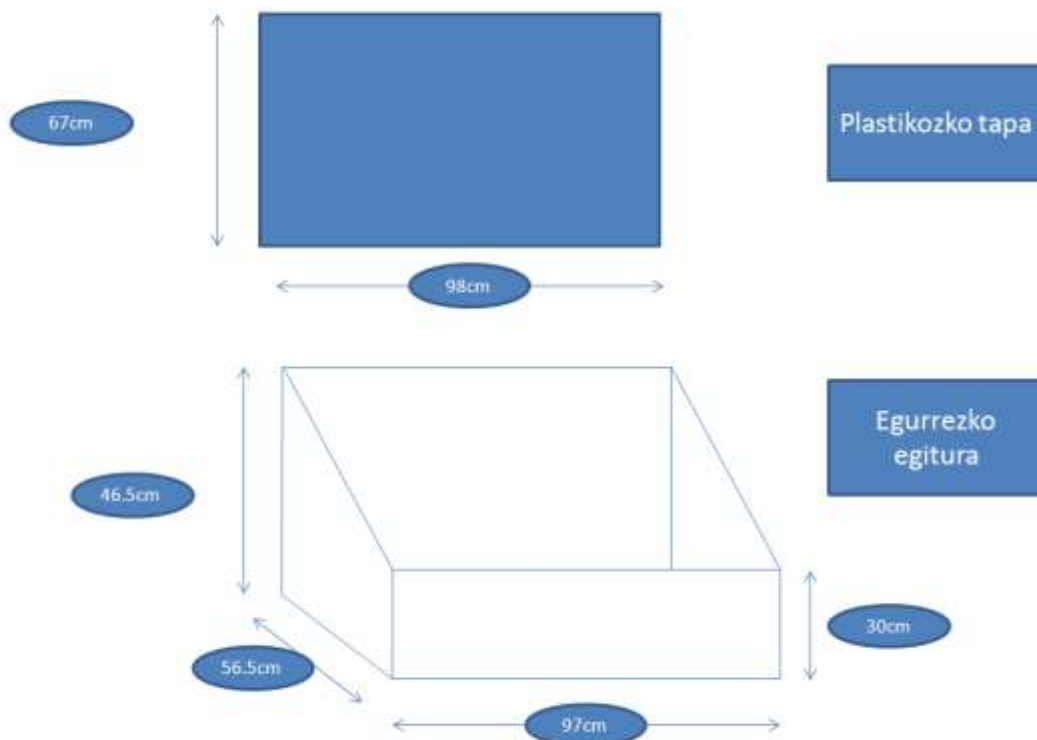 67cm
Plastikozko tapa
98cm
Egurrezko
egitura
46.5cm
30cm
56.5cm
97cm